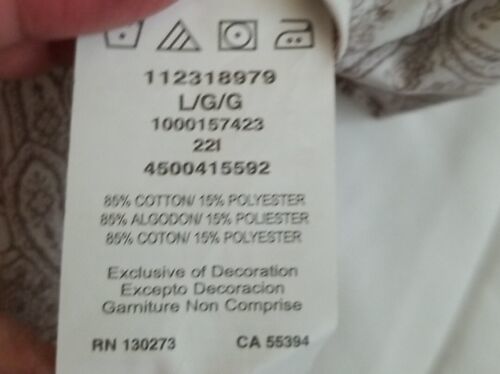 112318979
L/G/G
1000157423
22I
4500415592
85% COTTON/ 15% POLYESTER
85% ALGODON/ 15% POLIESTER
85% COTON/ 15% POLYESTER
Exclusive of Decoration
Excepto Decoracion
Garniture Non Comprise
RN 130273 CA 55394